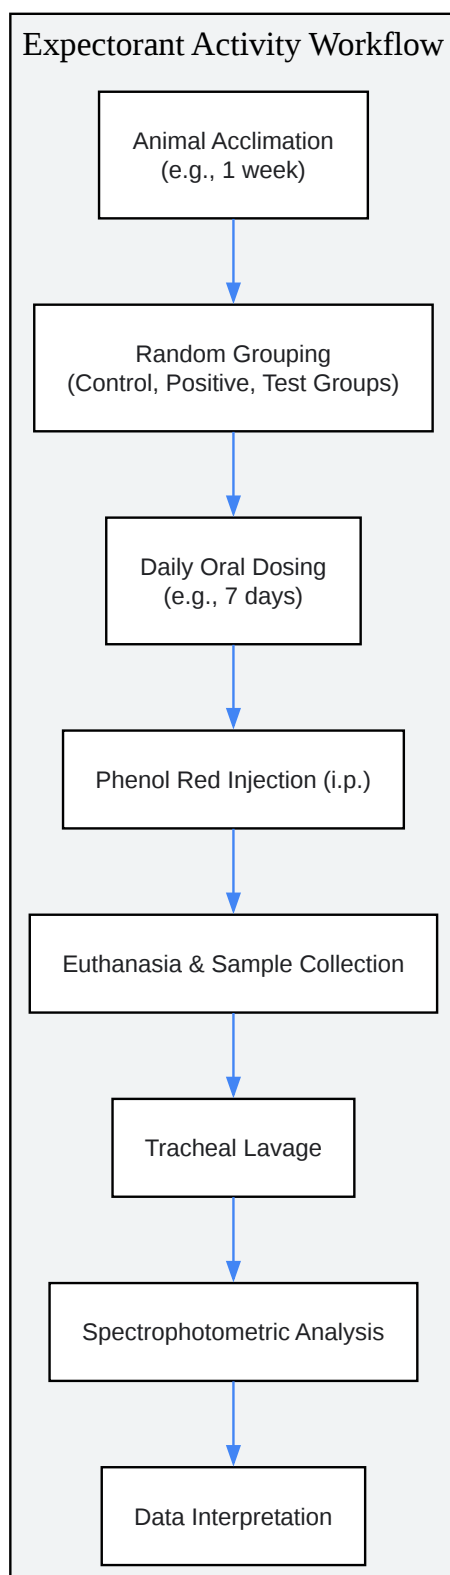 Expectorant Activity Workflow
Animal Acclimation
(e.g., 1 week)
Random Grouping
(Control, Positive, Test Groups)
Daily Oral Dosing
(e.g., 7 days)
Phenol Red Injection (i.p.)
Euthanasia & Sample Collection
Tracheal Lavage
Spectrophotometric Analysis
Data Interpretation